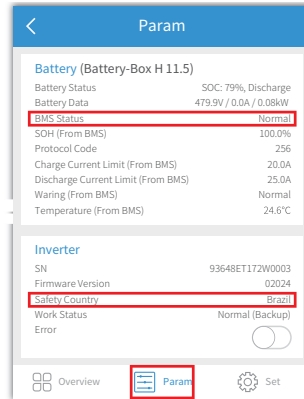 Param
Battery (Battery-Box H 11.5)
Battery Status SOC: 79%, Discharge
Battery Data 479.9V / 0.0A / 0.08kW
BMS Status Normal
SOH (From BMS) 100.0%
Protocol Code 256
Charge Current Limit (From BMS) 20.0A
Discharge Current Limit (From BMS) 25.0A
Waring (From BMS) Normal
Temperature (From BMS) 24.6°C
Inverter
SN 93648ET172W0003
Firmware Version 02024
Safety Country Brazil
Work Status Normal (Backup)
Error
Overview Param Set